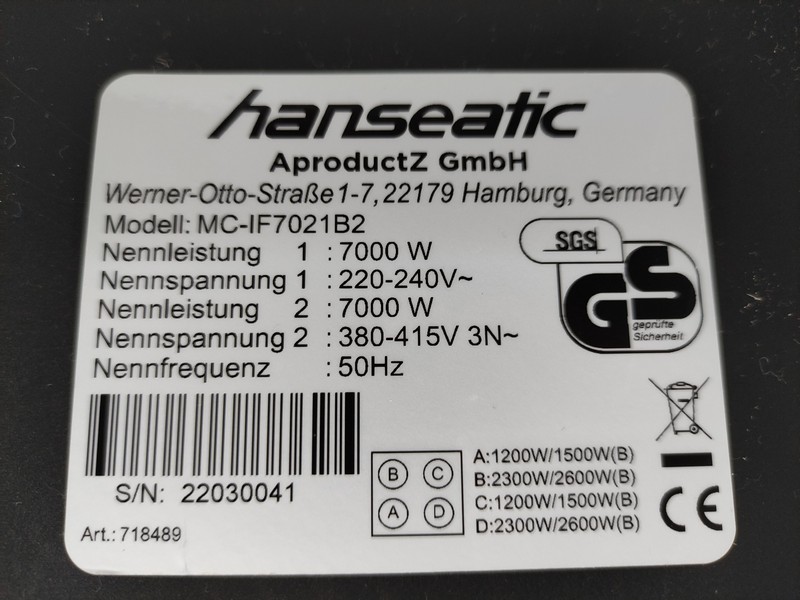 hanseatic
AproductZ GmbH
Werner-Otto-Straße 1-7, 22179 Hamburg, Germany
Modell: MC-IF7021B2
Nennleistung 1 : 7000 W
Nennspannung 1 : 220-240V~
Nennleistung 2 : 7000 W
Nennspannung 2 : 380-415V 3N~
Nennfrequenz : 50Hz
SGS
GS
geprüfte
Sicherheit
S/N: 22030041
Art.: 718489
B C
A D
A:1200W/1500W(B)
B:2300W/2600W(B)
C:1200W/1500W(B)
D:2300W/2600W(B)
CE